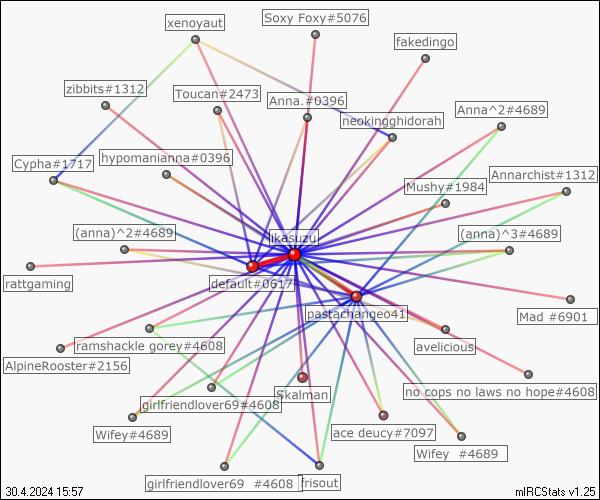 xenoyaut
Soxy Foxy#5076
fakedingo
zibbits#1312
Toucan#2473
Anna.#0396
neokingghidorah
Anna^2#4689
Cypha#1717
hypomanianna#0396
Mushy#1984
Annarchist#1312
(anna)^2#4689
ikasuzu
(anna)^3#4689
rattgaming
default#0617
pastachangeo41
Mad #6901
ramshackle gorey#4608
avelicious
AlpineRooster#2156
Skalman
no cops no laws no hope#4608
girlfriendlover69#4608
Wifey#4689
ace deucy#7097
Wifey  #4689
girlfriendlover69  #4608
frisout
30.4.2024 15:57
mIRCStats v1.25